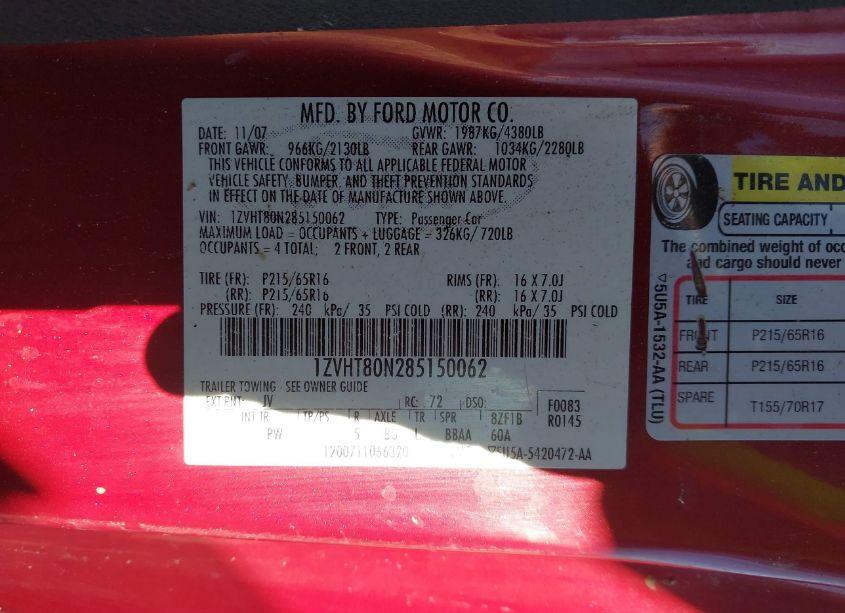 MFD. BY FORD MOTOR CO.
DATE: 11/07 GVWR: 1987KG/4380LB
FRONT GAWR: 966KG/2130LB REAR GAWR: 1034KG/2280LB
THIS VEHICLE CONFORMS TO ALL APPLICABLE FEDERAL MOTOR
VEHICLE SAFETY, BUMPER, AND THEFT PREVENTION STANDARDS
IN EFFECT ON THE DATE OF MANUFACTURE SHOWN ABOVE.
VIN: 1ZVHT80N285150062 TYPE: Passenger Car
MAXIMUM LOAD = OCCUPANTS + LUGGAGE = 326KG/ 720LB
OCCUPANTS = 4 TOTAL; 2 FRONT, 2 REAR
TIRE (FR): P215/65R16 RIMS (FR): 16 X 7.0J
(RR): P215/65R16 (RR): 16 X 7.0J
PRESSURE (FR): 240 kPa/ 35 PSI COLD (RR): 240 kPa/ 35 PSI COLD
1ZVHT80N285150062
TRAILER TOWING - SEE OWNER GUIDE
EXT PNT: JV RC: 72 DSO: F0083
INT TR TP/PS R AXLE TR SPR 8ZF1B R0145
PW 5 L BBAA 60A
1200711066320 ▽5U5A-5420472-AA
TIRE AND
SEATING CAPACITY
The combined weight of occ
and cargo should never
TIRE SIZE
FRONT P215/65R16
REAR P215/65R16
SPARE T155/70R17
▽5U5A-1532-AA (TLU)